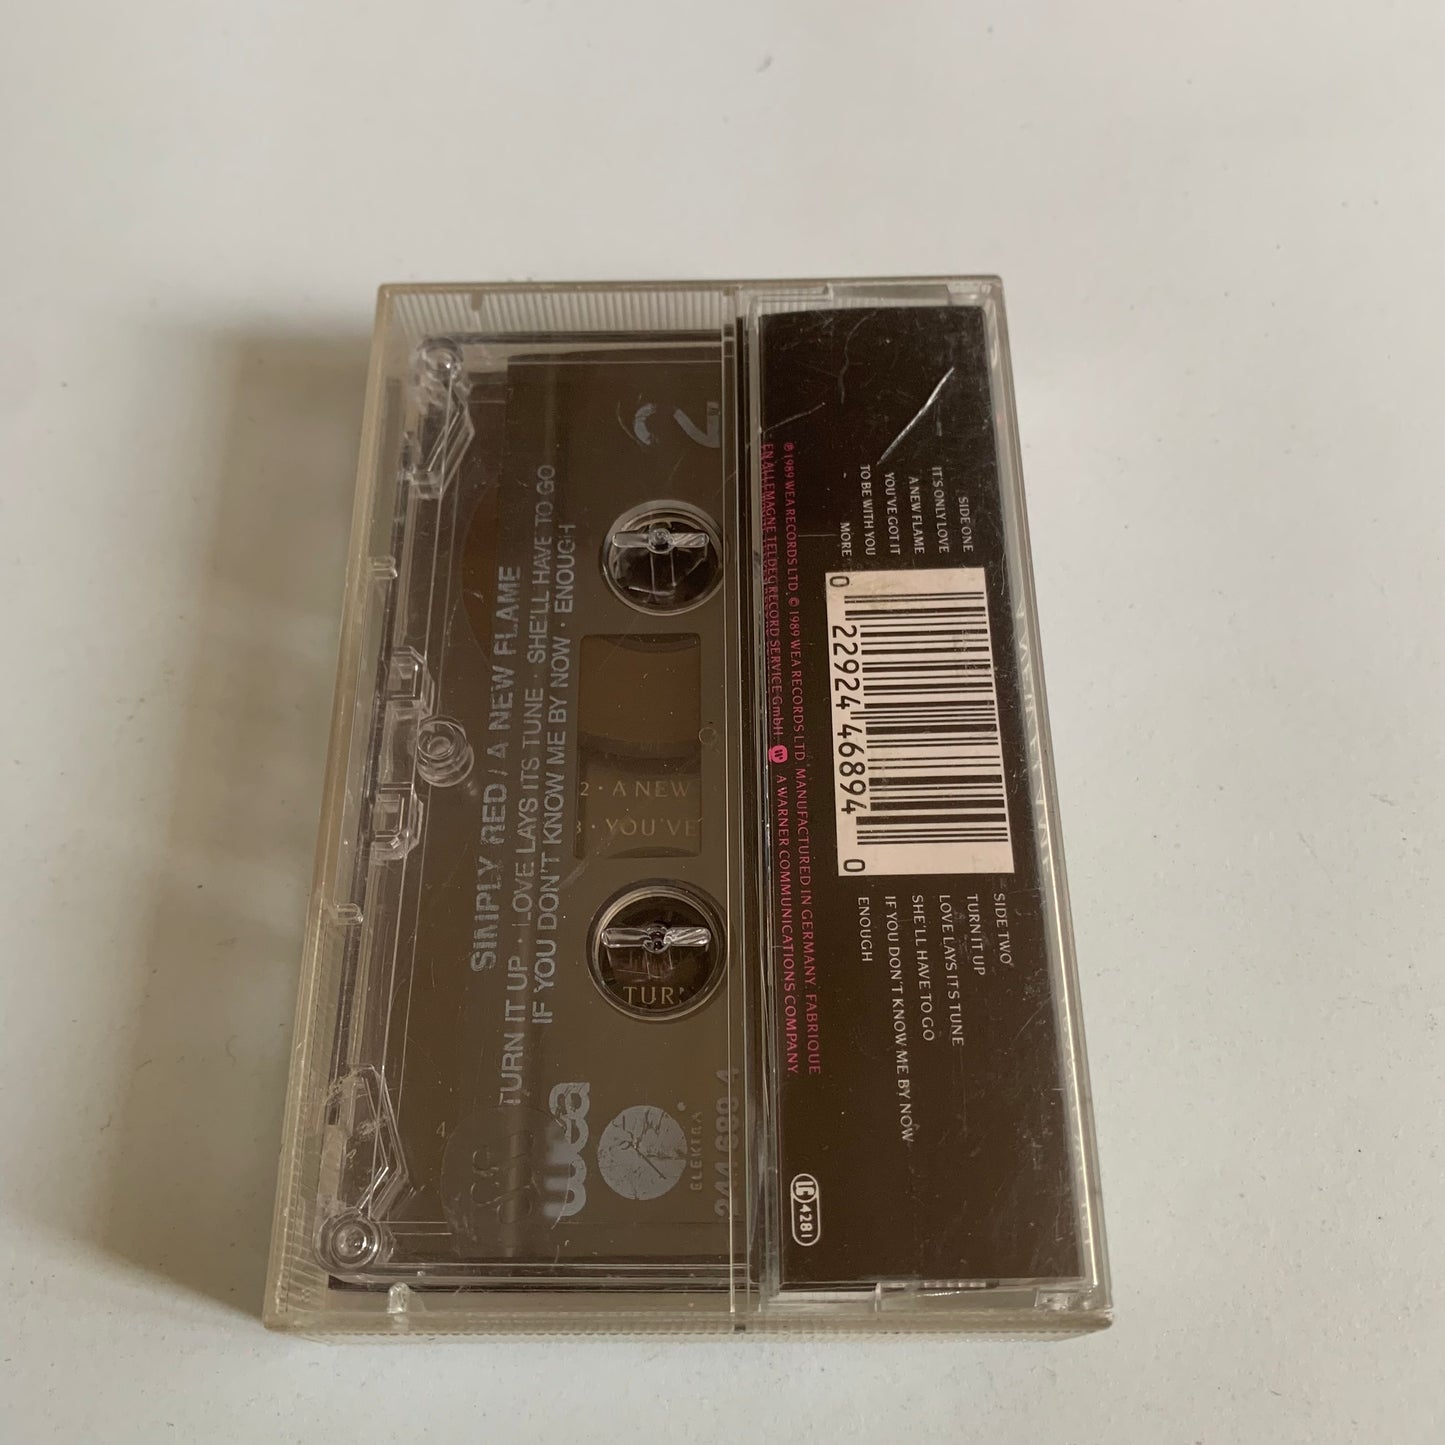 SIDE ONE
IT'S ONLY LOVE
A NEW FLAME
YOU'VE GOT IT
TO BE WITH YOU
MORE
0 22924 46894 0
SIDE TWO
TURN IT UP
LOVE LAYS IT'S TUNE
SHE'LL HAVE TO GO
IF YOU DON'T KNOW ME BY NOW
ENOUGH
℗ 1989 WEA RECORDS LTD. © 1989 WEA RECORDS LTD. MANUFACTURED IN GERMANY. FABRIQUE
EN ALLEMAGNE TELDEC RECORD SERVICE GmbH. A WARNER COMMUNICATIONS COMPANY.
LC 4281
2
SIMPLY RED / A NEW FLAME
TURN IT UP · LOVE LAYS ITS TUNE · SHE'LL HAVE TO GO
IF YOU DON'T KNOW ME BY NOW · ENOUGH
wea
ELEKTRA
2 · A NEW
3 · YOU'VE
TUR
4